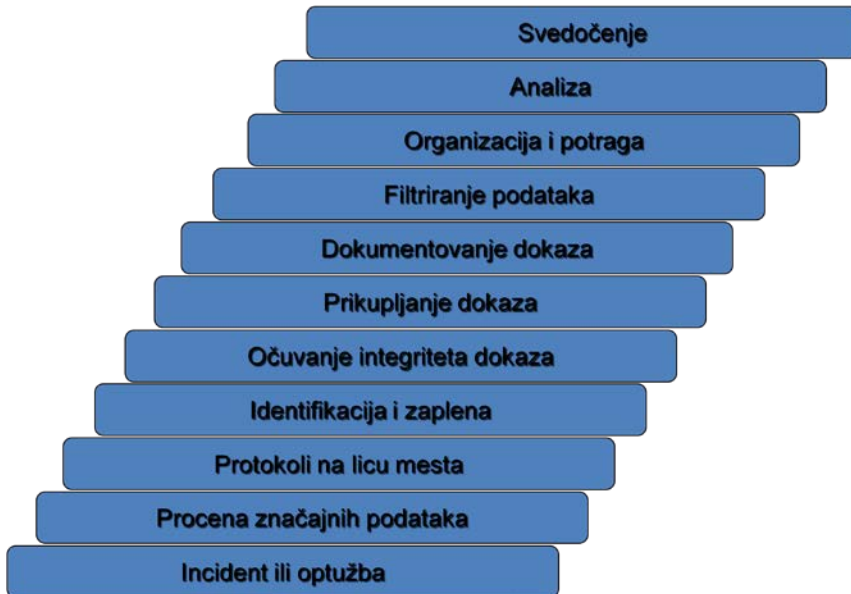 Svedočenje
Analiza
Organizacija i potraga
Filtriranje podataka
Dokumentovanje dokaza
Prikupljanje dokaza
Očuvanje integriteta dokaza
Identifikacija i zaplena
Protokoli na licu mesta
Procena značajnih podataka
Incident ili optužba